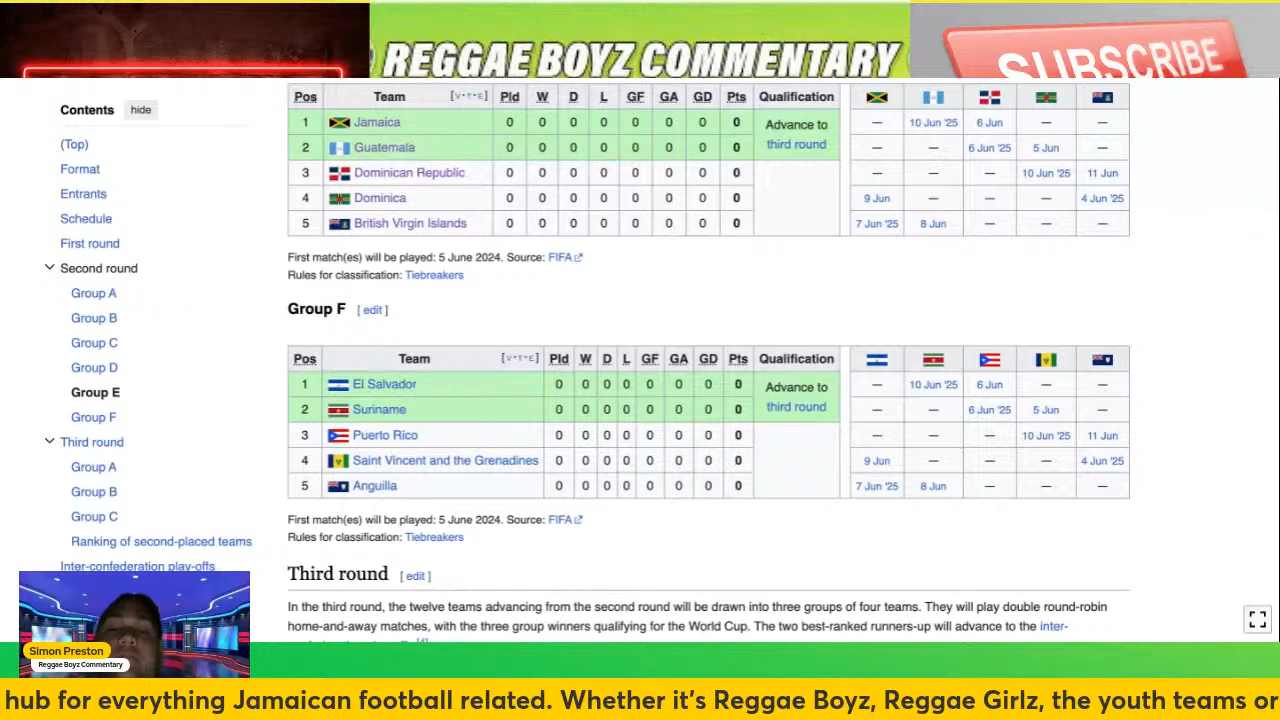 REGGAE BOYZ COMMENTARY
SUBSCRIBE
Contents hide
(Top)
Format
Entrants
Schedule
First round
Second round
Group A
Group B
Group C
Group D
Group E
Group F
Third round
Group A
Group B
Group C
Ranking of second-placed teams
Inter-confederation play-offs
Pos Team [V·T·E] Pld W D L GF GA GD Pts Qualification
1 Jamaica 0 0 0 0 0 0 0 0 Advance to third round — 10 Jun '25 6 Jun — —
2 Guatemala 0 0 0 0 0 0 0 0 — — 6 Jun '25 5 Jun —
3 Dominican Republic 0 0 0 0 0 0 0 0 — — — 10 Jun '25 11 Jun
4 Dominica 0 0 0 0 0 0 0 0 9 Jun — — — 4 Jun '25
5 British Virgin Islands 0 0 0 0 0 0 0 0 7 Jun '25 8 Jun — — —
First match(es) will be played: 5 June 2024. Source: FIFA
Rules for classification: Tiebreakers
Group F [ edit ]
Pos Team [V·T·E] Pld W D L GF GA GD Pts Qualification
1 El Salvador 0 0 0 0 0 0 0 0 Advance to third round — 10 Jun '25 6 Jun — —
2 Suriname 0 0 0 0 0 0 0 0 — — 6 Jun '25 5 Jun —
3 Puerto Rico 0 0 0 0 0 0 0 0 — — — 10 Jun '25 11 Jun
4 Saint Vincent and the Grenadines 0 0 0 0 0 0 0 0 9 Jun — — — 4 Jun '25
5 Anguilla 0 0 0 0 0 0 0 0 7 Jun '25 8 Jun — — —
First match(es) will be played: 5 June 2024. Source: FIFA
Rules for classification: Tiebreakers
Third round [ edit ]
In the third round, the twelve teams advancing from the second round will be drawn into three groups of four teams. They will play double round-robin
home-and-away matches, with the three group winners qualifying for the World Cup. The two best-ranked runners-up will advance to the inter-
Simon Preston
Reggae Boyz Commentary
hub for everything Jamaican football related. Whether it's Reggae Boyz, Reggae Girlz, the youth teams or